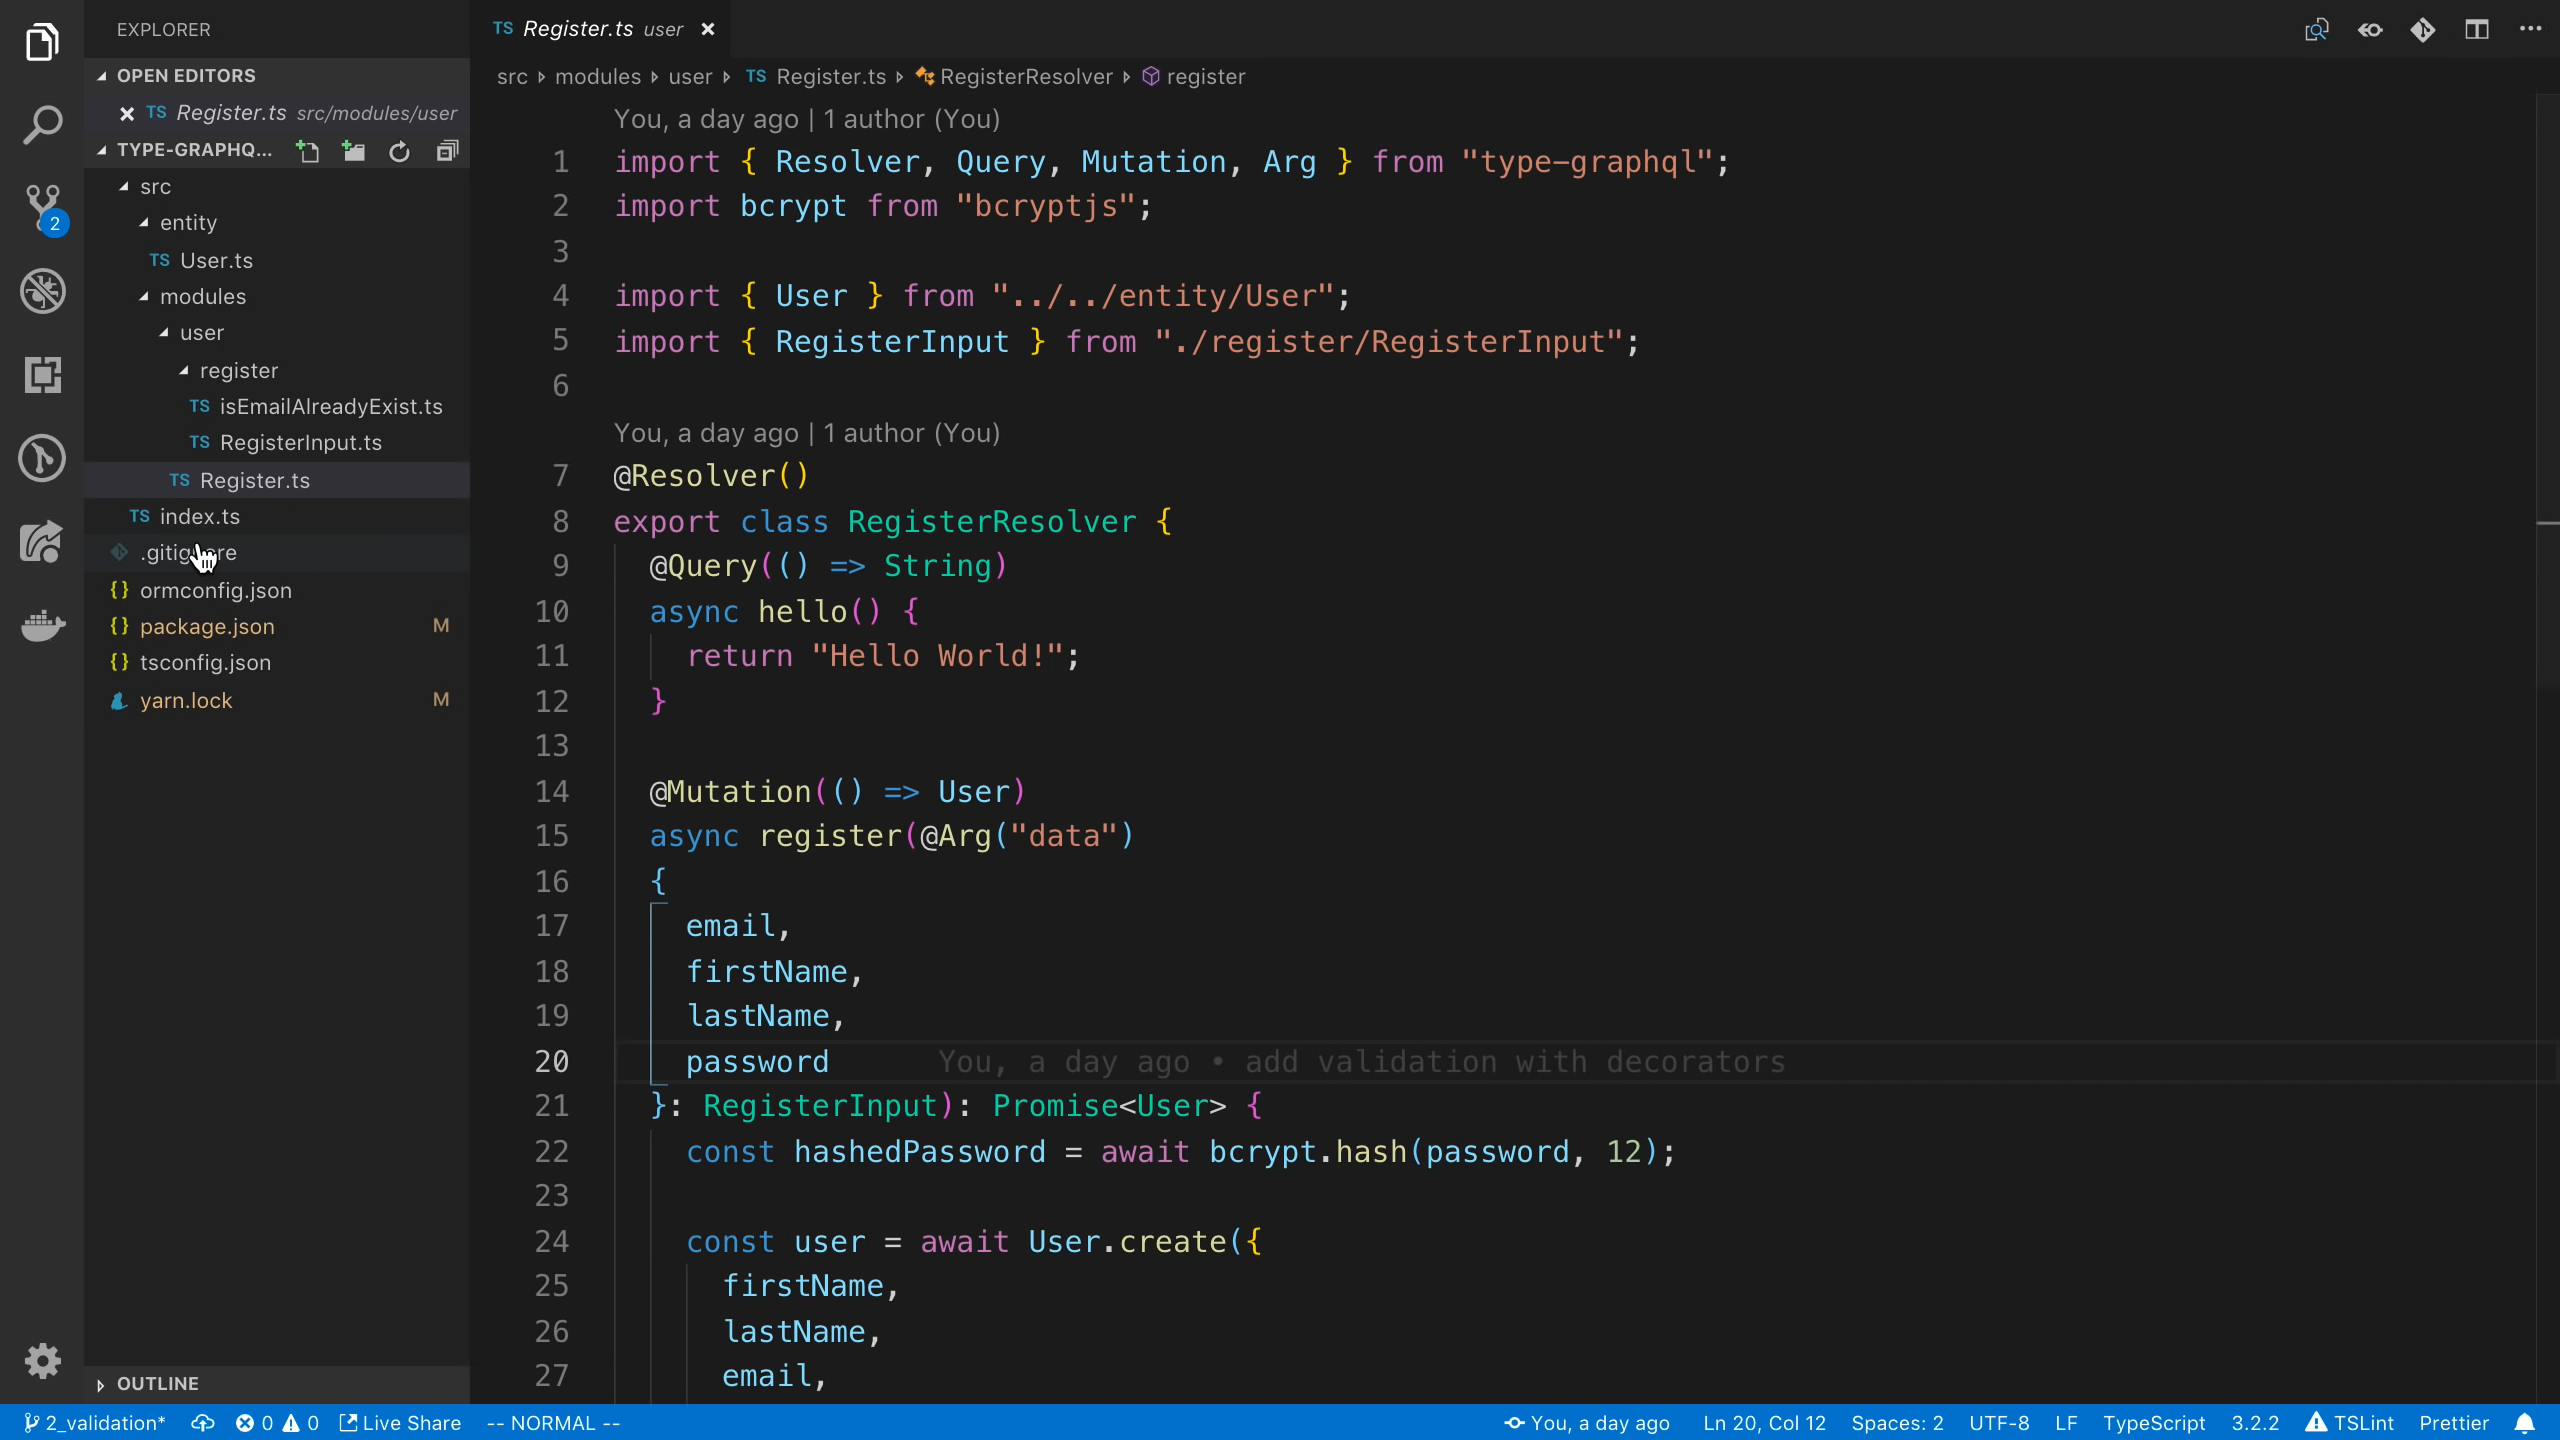 EXPLORER
OPEN EDITORS
TS Register.ts src/modules/user
TYPE-GRAPHQ...
src
entity
TS User.ts
modules
user
register
TS isEmailAlreadyExist.ts
TS RegisterInput.ts
TS Register.ts
TS index.ts
.gitignore
{} ormconfig.json
{} package.json M
{} tsconfig.json
yarn.lock M
OUTLINE
2
TS Register.ts user
src modules user TS Register.ts RegisterResolver register
You, a day ago | 1 author (You)
1 import { Resolver, Query, Mutation, Arg } from "type-graphql";
2 import bcrypt from "bcryptjs";
3
4 import { User } from "../../entity/User";
5 import { RegisterInput } from "./register/RegisterInput";
6
You, a day ago | 1 author (You)
7 @Resolver()
8 export class RegisterResolver {
9 @Query(() => String)
10 async hello() {
11 return "Hello World!";
12 }
13
14 @Mutation(() => User)
15 async register(@Arg("data")
16 {
17 email,
18 firstName,
19 lastName,
20 password You, a day ago • add validation with decorators
21 }: RegisterInput): Promise<User> {
22 const hashedPassword = await bcrypt.hash(password, 12);
23
24 const user = await User.create({
25 firstName,
26 lastName,
27 email,
2_validation* 0 0 Live Share -- NORMAL -- You, a day ago Ln 20, Col 12 Spaces: 2 UTF-8 LF TypeScript 3.2.2 TSLint Prettier